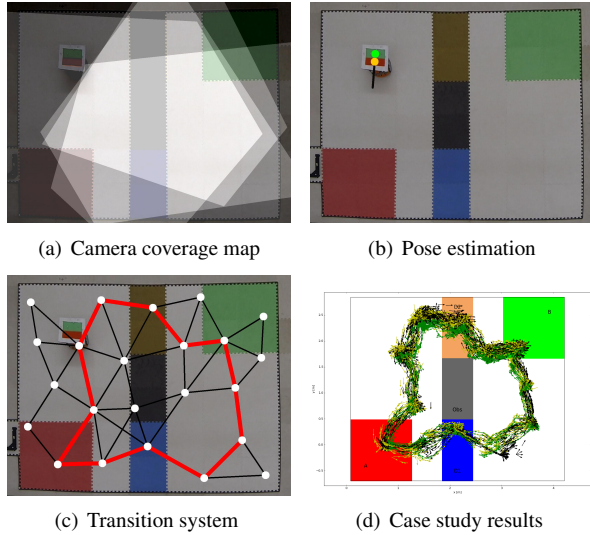 (a) Camera coverage map
(b) Pose estimation
B
Obs
A
x [m]
(c) Transition system
(d) Case study results